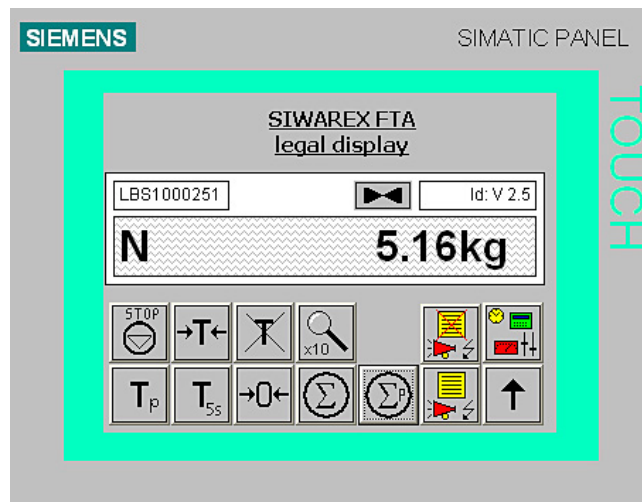 SIEMENS
SIMATIC PANEL
TOUCH
SIWAREX FTA
legal display
LBS1000251
Id: V 2.5
N 5.16kg
STOP
→T←
T
x10
Tp
T5s
→0←
Σ
Σp